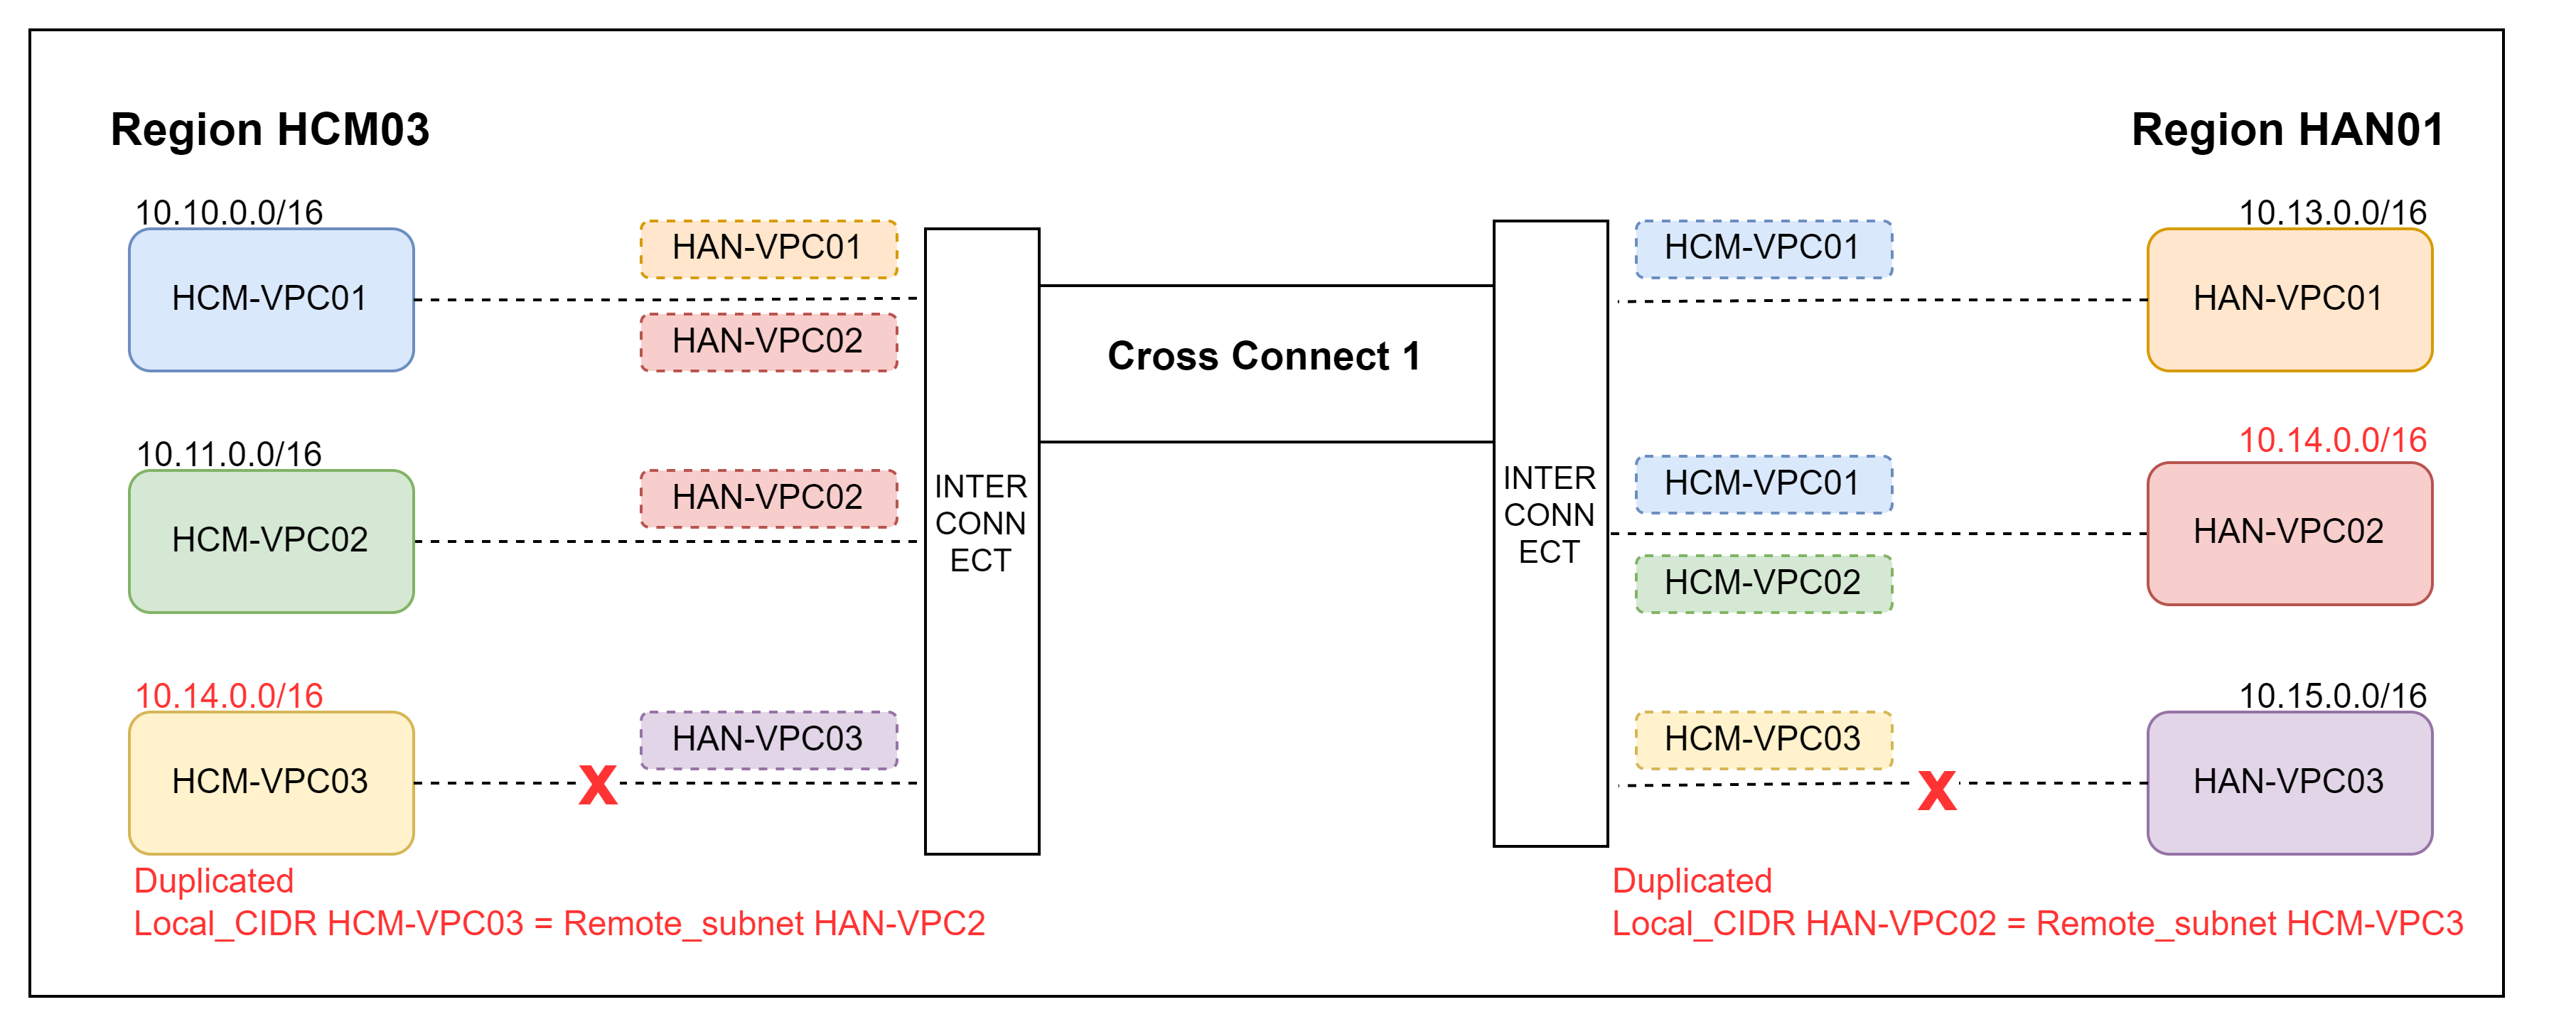 Region HCM03
Region HAN01
10.10.0.0/16
HCM-VPC01
HAN-VPC01
HAN-VPC02
10.11.0.0/16
HCM-VPC02
HAN-VPC02
10.14.0.0/16
HCM-VPC03
HAN-VPC03
Duplicated
Local_CIDR HCM-VPC03 = Remote_subnet HAN-VPC2
INTER
CONN
ECT
Cross Connect 1
INTER
CONN
ECT
HCM-VPC01
10.13.0.0/16
HAN-VPC01
HCM-VPC01
HCM-VPC02
10.14.0.0/16
HAN-VPC02
HCM-VPC03
10.15.0.0/16
HAN-VPC03
X
X
Duplicated
Local_CIDR HAN-VPC02 = Remote_subnet HCM-VPC3